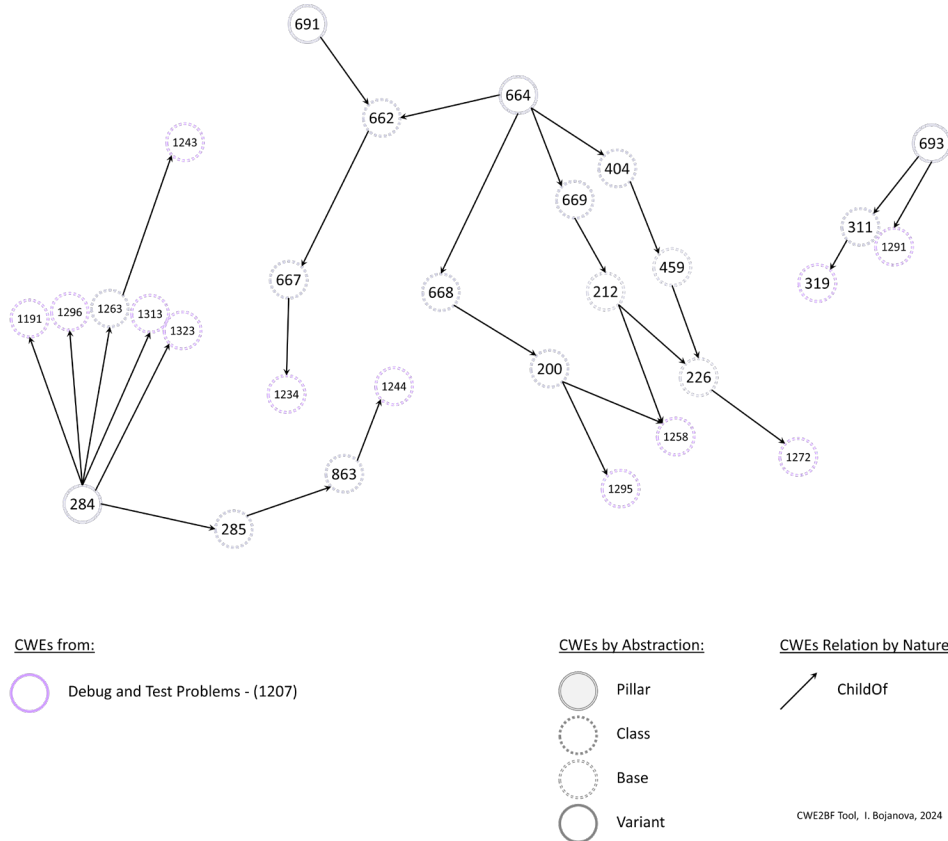 691
664
662
1243
693
404
669
311
1291
459
667
319
668
212
1191
1296
1263
1313
1323
200
226
1234
1244
1258
1272
863
1295
284
285
CWEs from:
CWEs by Abstraction:
CWEs Relation by Nature
Debug and Test Problems - (1207)
Pillar
ChildOf
Class
Base
Variant
CWE2BF Tool, I. Bojanova, 2024